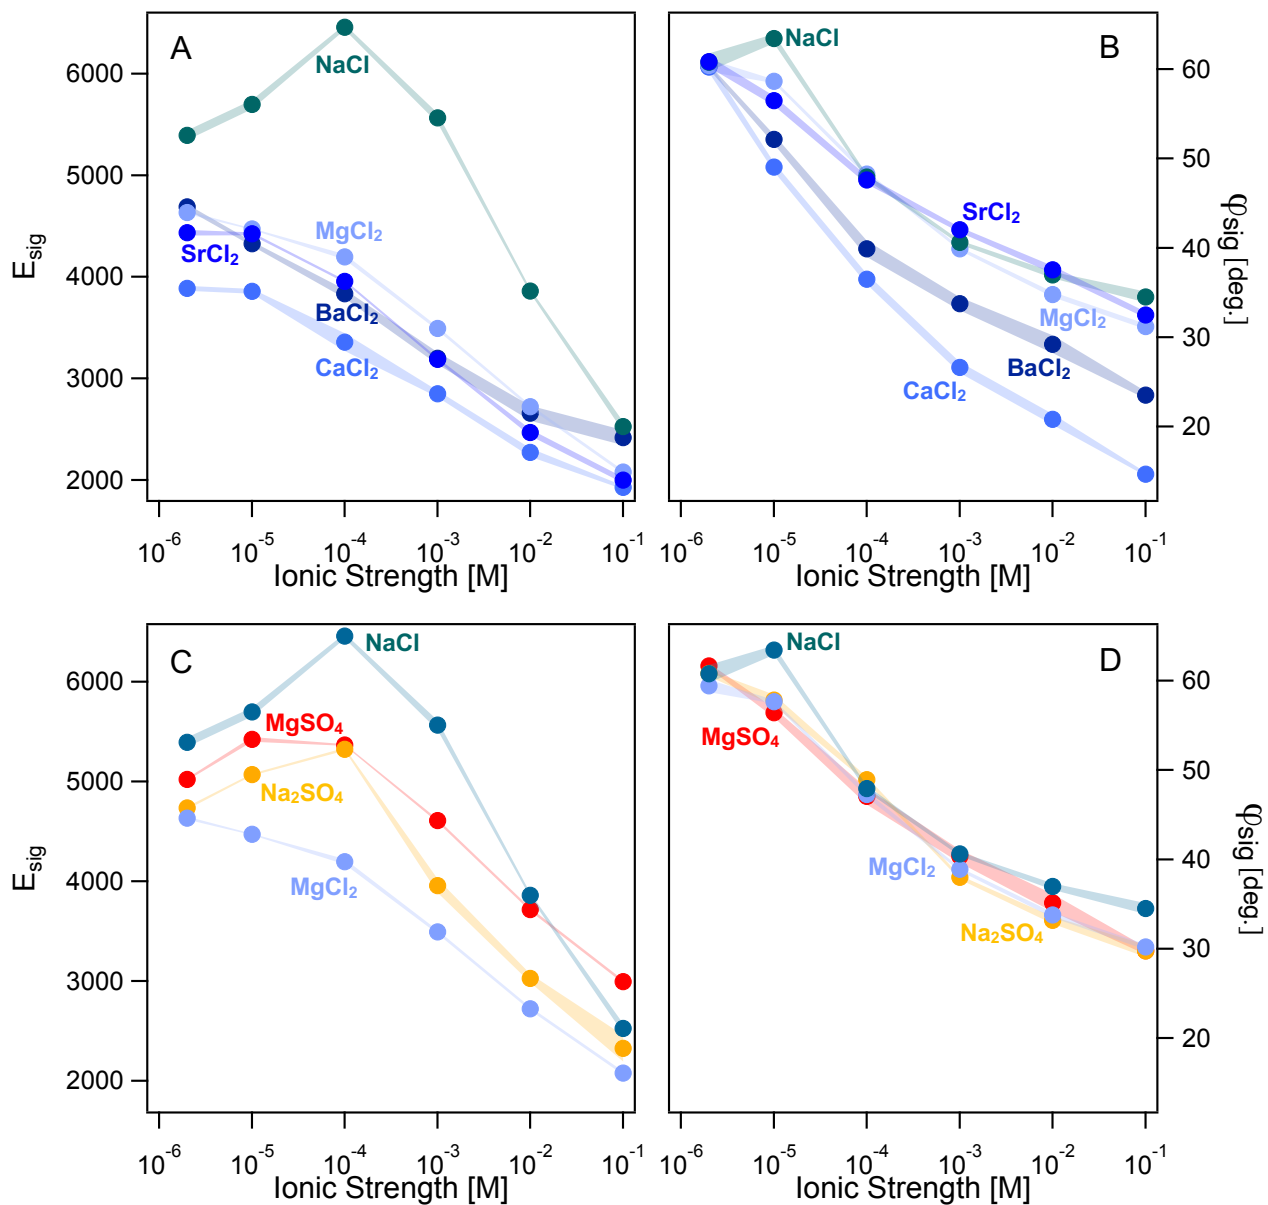 A
NaCl
6000
5000
4000
3000
2000
E_sig
MgCl₂
SrCl₂
BaCl₂
CaCl₂
10⁻⁶ 10⁻⁵ 10⁻⁴ 10⁻³ 10⁻² 10⁻¹
Ionic Strength [M]
B
NaCl
60
50
40
30
20
φsig [deg.]
SrCl₂
MgCl₂
BaCl₂
CaCl₂
10⁻⁶ 10⁻⁵ 10⁻⁴ 10⁻³ 10⁻² 10⁻¹
Ionic Strength [M]
C
NaCl
6000
5000
4000
3000
2000
E_sig
MgSO₄
Na₂SO₄
MgCl₂
10⁻⁶ 10⁻⁵ 10⁻⁴ 10⁻³ 10⁻² 10⁻¹
Ionic Strength [M]
D
NaCl
60
50
40
30
20
φsig [deg.]
MgSO₄
MgCl₂
Na₂SO₄
10⁻⁶ 10⁻⁵ 10⁻⁴ 10⁻³ 10⁻² 10⁻¹
Ionic Strength [M]